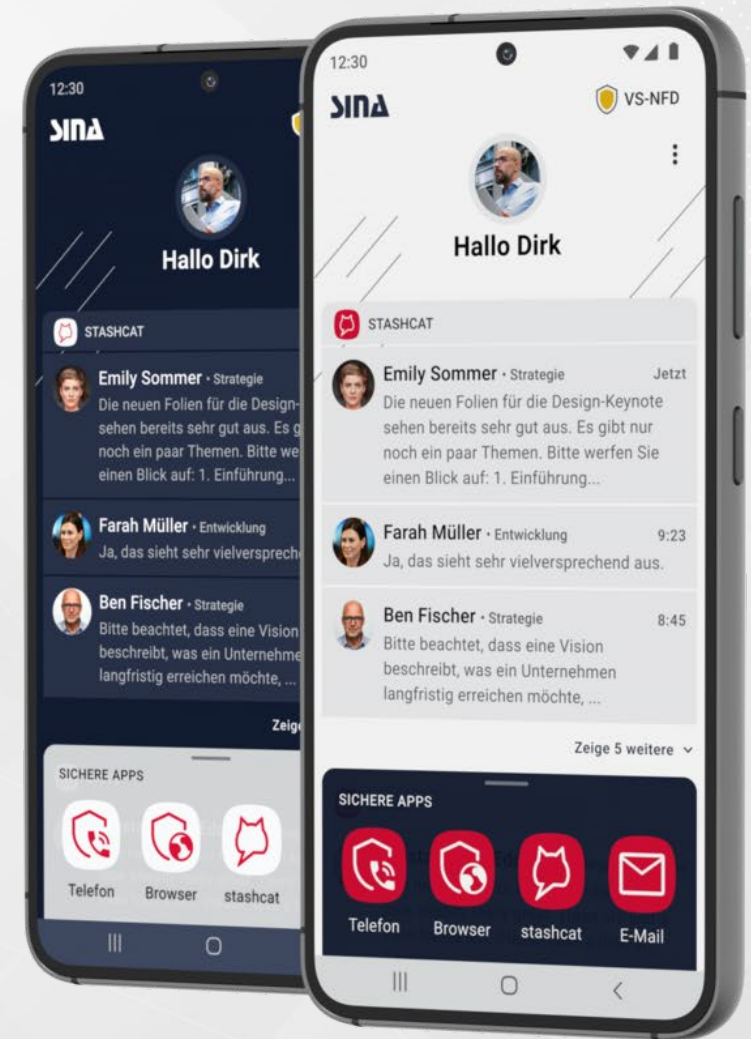 12:30
SINA
Hallo Dirk
STASHCAT
Emily Sommer · Strategie
Die neuen Folien für die Design-
sehen bereits sehr gut aus. Es g
noch ein paar Themen. Bitte we
einen Blick auf: 1. Einführung...
Farah Müller · Entwicklung
Ja, das sieht sehr vielversprech
Ben Fischer · Strategie
Bitte beachtet, dass eine Vision
beschreibt, was ein Unternehme
langfristig erreichen möchte, ...
Zeige
SICHERE APPS
Telefon
Browser
stashcat
12:30
SINA
VS-NFD
Hallo Dirk
STASHCAT
Emily Sommer · Strategie Jetzt
Die neuen Folien für die Design-Keynote
sehen bereits sehr gut aus. Es gibt nur
noch ein paar Themen. Bitte werfen Sie
einen Blick auf: 1. Einführung...
Farah Müller · Entwicklung 9:23
Ja, das sieht sehr vielversprechend aus.
Ben Fischer · Strategie 8:45
Bitte beachtet, dass eine Vision
beschreibt, was ein Unternehmen
langfristig erreichen möchte, ...
Zeige 5 weitere
SICHERE APPS
Telefon
Browser
stashcat
E-Mail